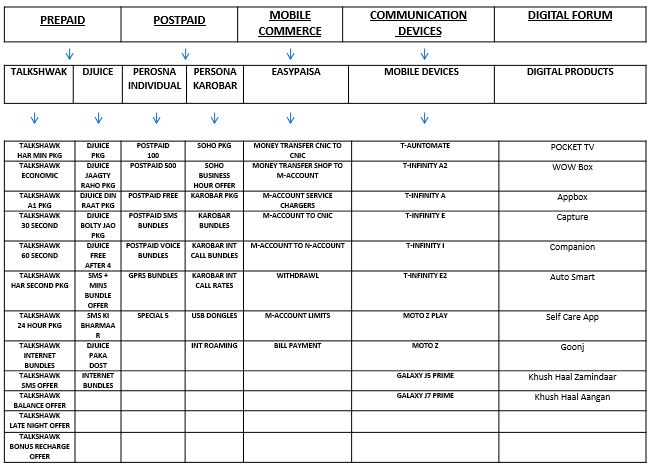 PREPAID
POSTPAID
MOBILE
COMMERCE
COMMUNICATION
DEVICES
DIGITAL FORUM
TALKSHWAK
DJUICE
PEROSNA
INDIVIDUAL
PERSONA
KAROBAR
EASYPAISA
MOBILE DEVICES
DIGITAL PRODUCTS
TALKSHAWK
HAR MIN PKG
DJUICE
PKG
POSTPAID
100
SOHO PKG
MONEY TRANSFER CNIC TO
CNIC
T-AUNTOMATE
POCKET TV
TALKSHAWK
ECONOMIC
DJUICE
JAAGTY
RAHO PKG
POSTPAID 500
SOHO
BUSINESS
HOUR OFFER
MONEY TRANSFER SHOP TO
M-ACCOUNT
T-INFINITY A2
WOW Box
TALKSHAWK
A1 PKG
DJUICE DIN
RAAT PKG
POSTPAID FREE
KAROBAR PKG
M-ACCOUNT SERVICE
CHARGERS
T-INFINITY A
Appbox
TALKSHAWK
30 SECOND
DJUICE
BOLTY JAO
PKG
POSTPAID SMS
BUNDLES
KAROBAR
BUNDLES
M-ACCOUNT TO CNIC
T-INFINITY E
Capture
TALKSHAWK
60 SECOND
DJUICE
FREE
AFTER 4
POSTPAID VOICE
BUNDLES
KAROBAR INT
CALL BUNDLES
M-ACCOUNT TO N-ACCOUNT
T-INFINITY I
Companion
TALKSHAWK
HAR SECOND PKG
SMS +
MINS
BUNDLE
OFFER
GPRS BUNDLES
KAROBAR INT
CALL RATES
WITHDRAWL
T-INFINITY E2
Auto Smart
TALKSHAWK
24 HOUR PKG
SMS KI
BHARMAA
R
SPECIAL 5
USB DONGLES
M-ACCOUNT LIMITS
MOTO Z PLAY
Self Care App
TALKSHAWK
INTERNET
BUNDLES
DJUICE
PAKA
DOST
INT ROAMING
BILL PAYMENT
MOTO Z
Goonj
TALKSHAWK
SMS OFFER
INTERNET
BUNDLES
GALAXY J5 PRIME
Khush Haal Zamindaar
TALKSHAWK
BALANCE OFFER
GALAXY J7 PRIME
Khush Haal Aangan
TALKSHAWK
LATE NIGHT OFFER
TALKSHAWK
BONUS RECHARGE
OFFER